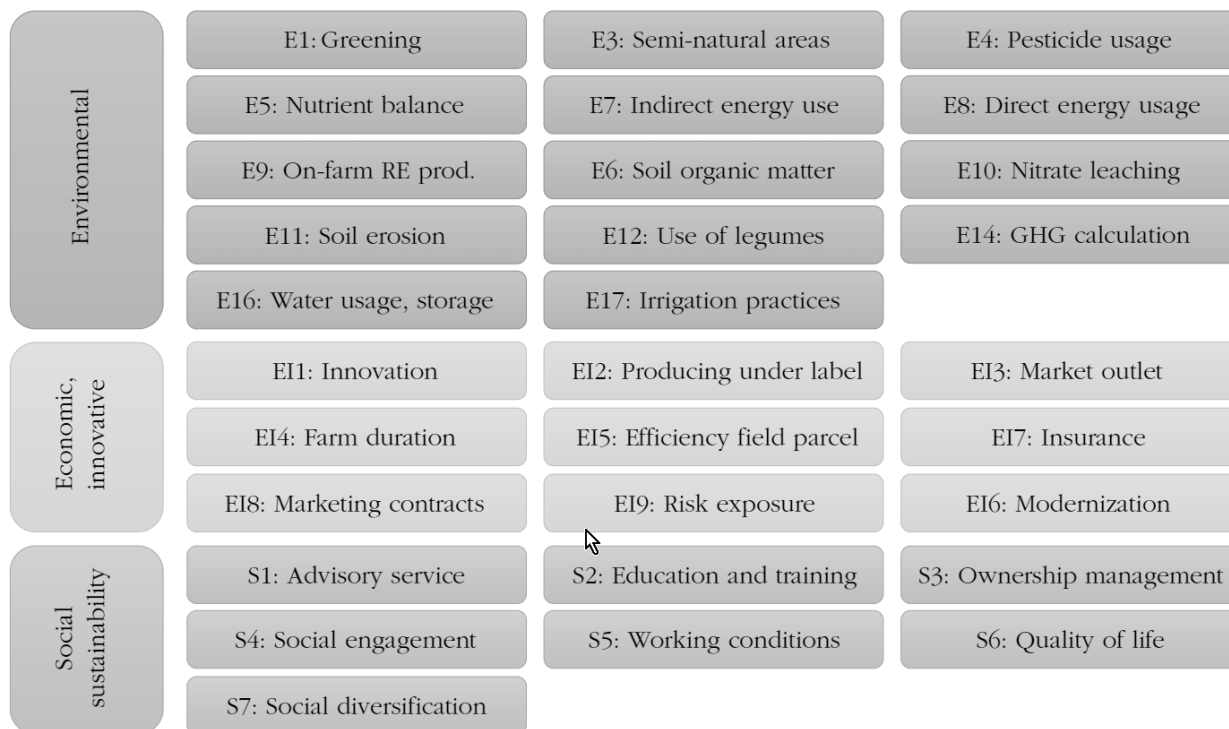 Environmental
E1: Greening
E3: Semi-natural areas
E4: Pesticide usage
E5: Nutrient balance
E7: Indirect energy use
E8: Direct energy usage
E9: On-farm RE prod.
E6: Soil organic matter
E10: Nitrate leaching
E11: Soil erosion
E12: Use of legumes
E14: GHG calculation
E16: Water usage, storage
E17: Irrigation practices
Economic,
innovative
EI1: Innovation
EI2: Producing under label
EI3: Market outlet
EI4: Farm duration
EI5: Efficiency field parcel
EI7: Insurance
EI8: Marketing contracts
EI9: Risk exposure
EI6: Modernization
Social
sustainability
S1: Advisory service
S2: Education and training
S3: Ownership management
S4: Social engagement
S5: Working conditions
S6: Quality of life
S7: Social diversification